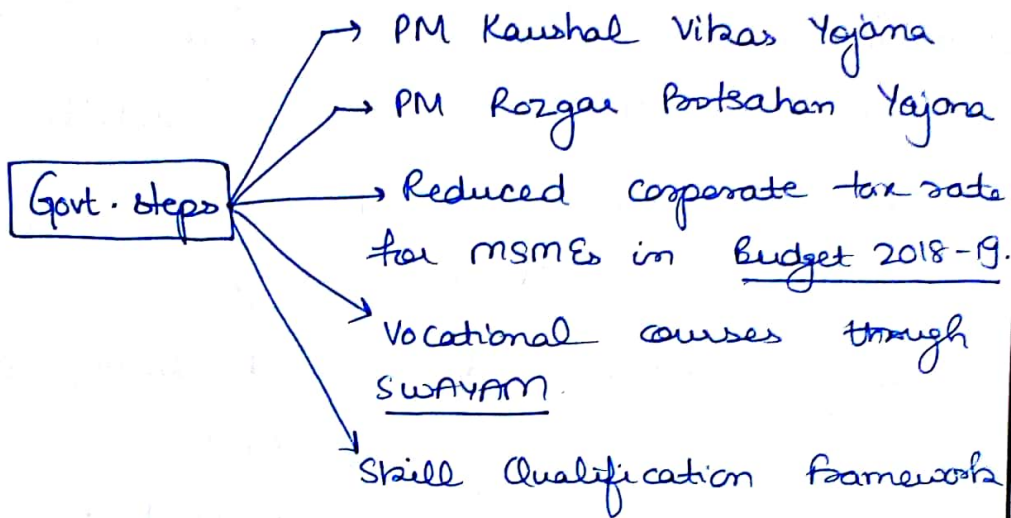 PM Kaushal Vikas Yojana
PM Rozgar Protsahan Yojana
Govt. steps
Reduced corporate tax rate
for MSMEs in Budget 2018-19.
Vocational courses through
SWAYAM
Skill Qualification Framework